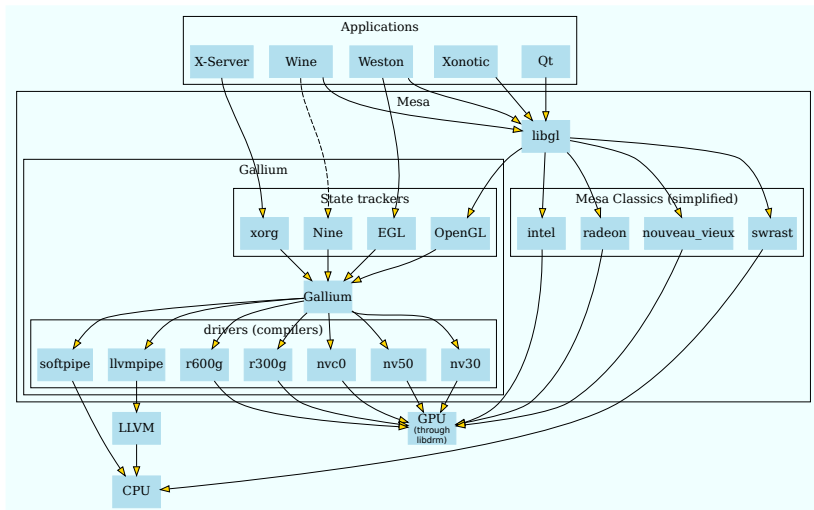 Applications
X-Server
Wine
Weston
Xonotic
Qt
Mesa
libgl
Gallium
State trackers
Mesa Classics (simplified)
xorg
Nine
EGL
OpenGL
intel
radeon
nouveau_vieux
swrast
Gallium
drivers (compilers)
softpipe
llvmpipe
r600g
r300g
nvc0
nv50
nv30
LLVM
GPU
(through
libdrm)
CPU